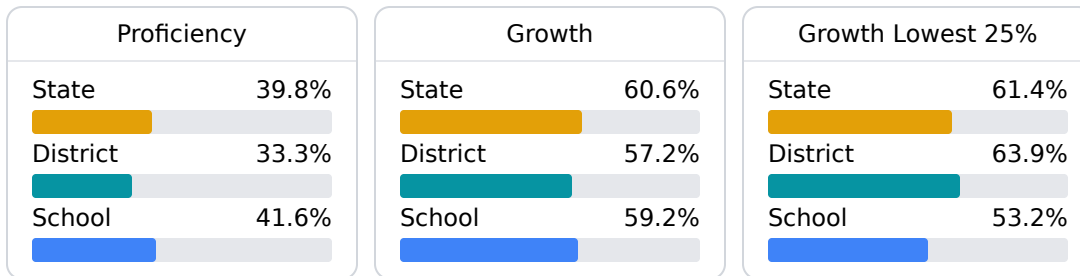 Proficiency
State 39.8%
District 33.3%
School 41.6%
Growth
State 60.6%
District 57.2%
School 59.2%
Growth Lowest 25%
State 61.4%
District 63.9%
School 53.2%